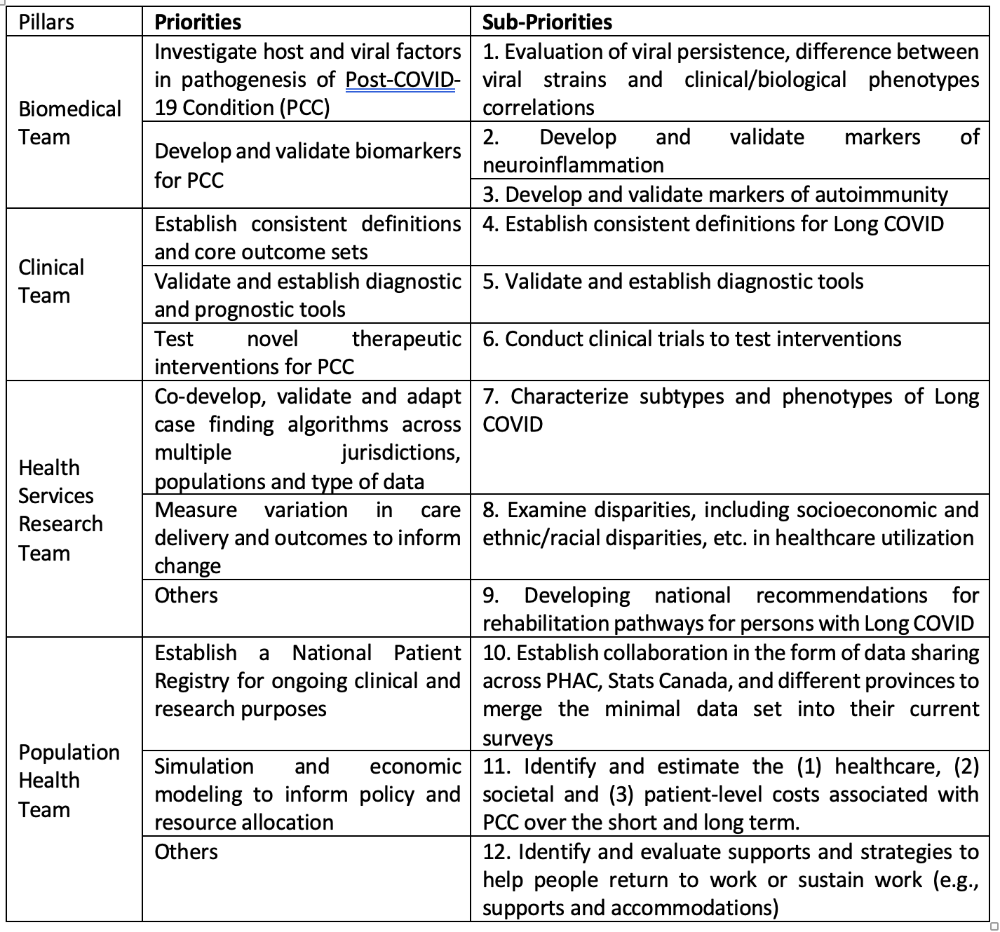 Pillars
Priorities
Sub-Priorities
Biomedical
Team
Investigate host and viral factors
in pathogenesis of Post-COVID-
19 Condition (PCC)
1. Evaluation of viral persistence, difference between
viral strains and clinical/biological phenotypes
correlations
Develop and validate biomarkers
for PCC
2. Develop and validate markers of
neuroinflammation
3. Develop and validate markers of autoimmunity
Clinical
Team
Establish consistent definitions
and core outcome sets
4. Establish consistent definitions for Long COVID
Validate and establish diagnostic
and prognostic tools
5. Validate and establish diagnostic tools
Test novel therapeutic
interventions for PCC
6. Conduct clinical trials to test interventions
Health
Services
Research
Team
Co-develop, validate and adapt
case finding algorithms across
multiple jurisdictions,
populations and type of data
7. Characterize subtypes and phenotypes of Long
COVID
Measure variation in care
delivery and outcomes to inform
change
8. Examine disparities, including socioeconomic and
ethnic/racial disparities, etc. in healthcare utilization
Others
9. Developing national recommendations for
rehabilitation pathways for persons with Long COVID
Population
Health
Team
Establish a National Patient
Registry for ongoing clinical and
research purposes
10. Establish collaboration in the form of data sharing
across PHAC, Stats Canada, and different provinces to
merge the minimal data set into their current
surveys
Simulation and economic
modeling to inform policy and
resource allocation
11. Identify and estimate the (1) healthcare, (2)
societal and (3) patient-level costs associated with
PCC over the short and long term.
Others
12. Identify and evaluate supports and strategies to
help people return to work or sustain work (e.g.,
supports and accommodations)